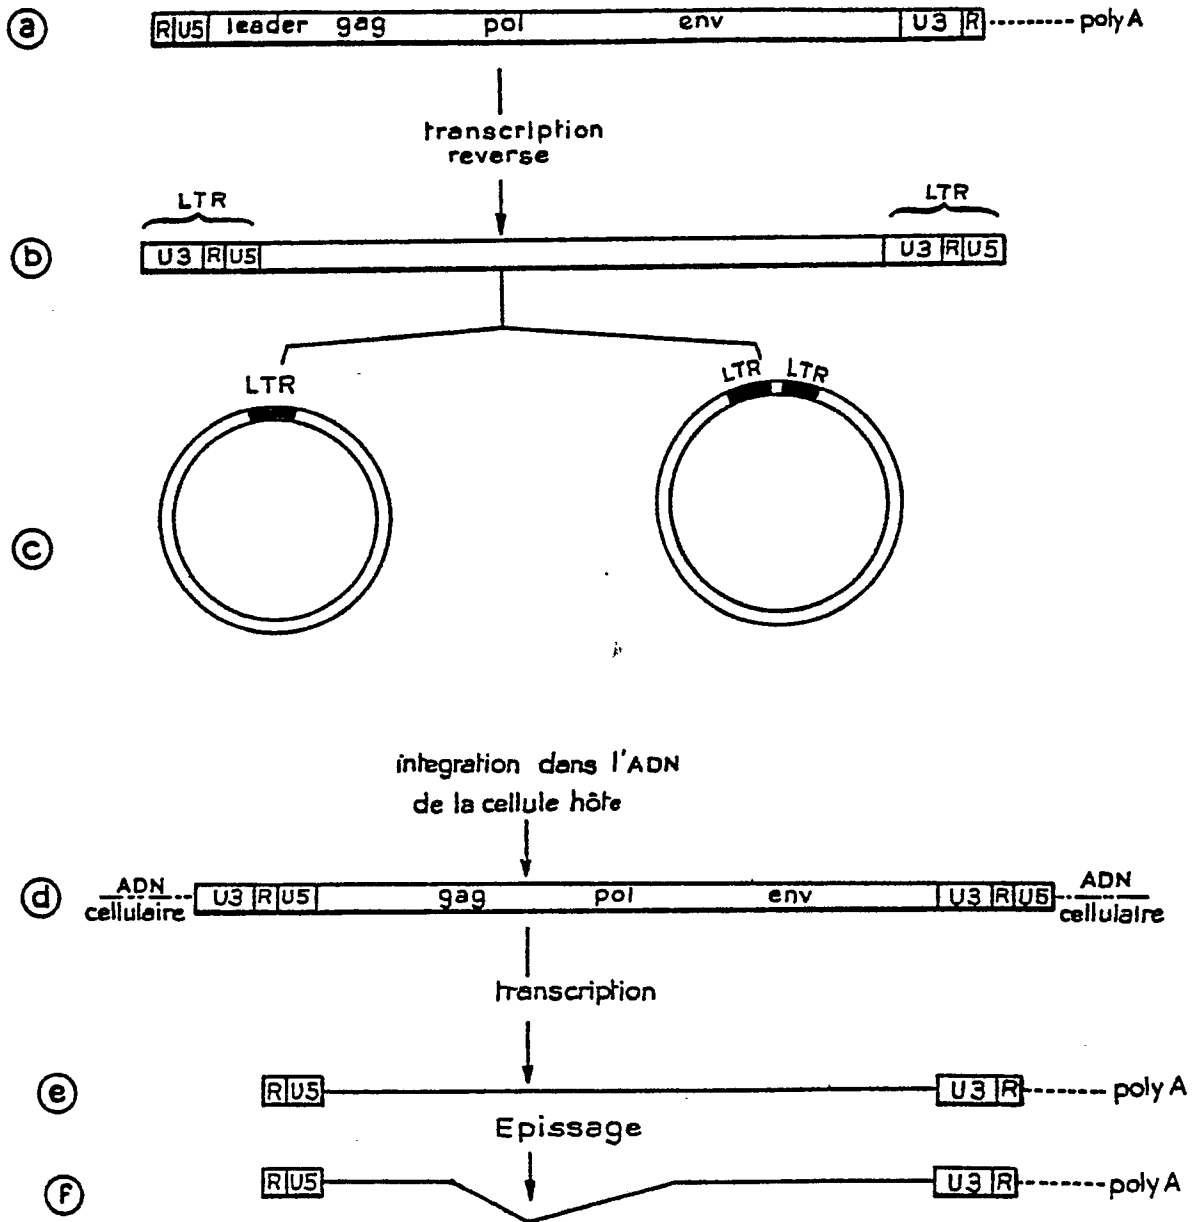 a R U5 leader gag pol env U3 R poly A
transcription
reverse
LTR LTR
b U3 R U5 U3 R U5
LTR LTR LTR
c
integration dans l'ADN
de la cellule hôte
d ADN cellulaire U3 R U5 gag pol env U3 R U5 ADN cellulaire
transcription
e R U5 U3 R poly A
Epissage
f R U5 U3 R poly A